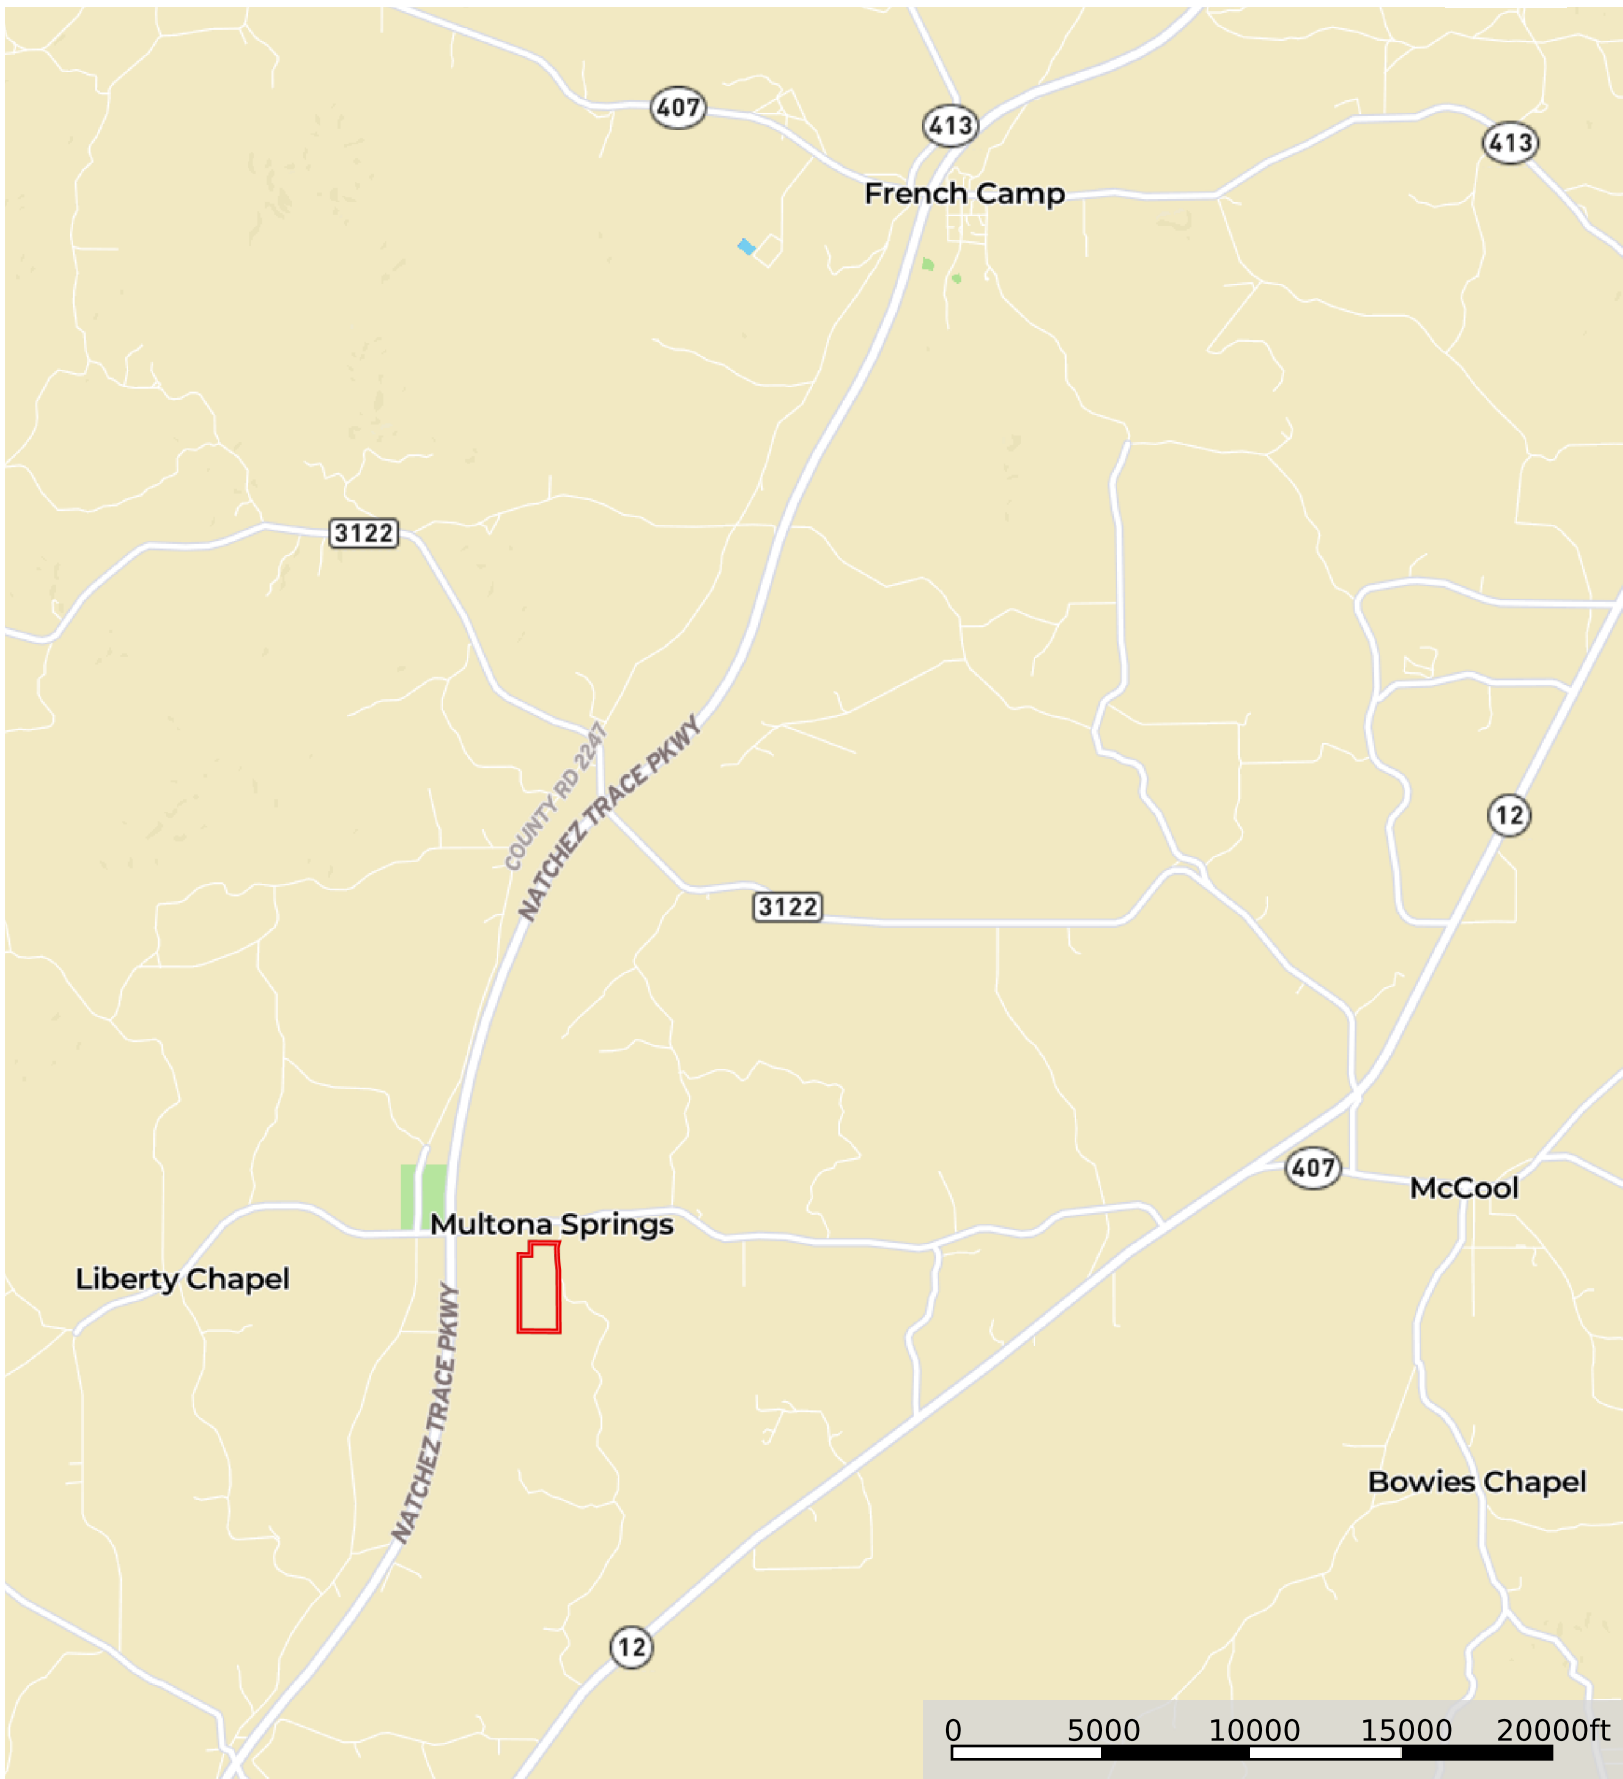 407
413
413
French Camp
3122
COUNTY RD 2247
NATCHEZ TRACE PKWY
12
3122
407
McCool
Multona Springs
Liberty Chapel
NATCHEZ TRACE PKWY
Bowies Chapel
12
0 5000 10000 15000 20000ft